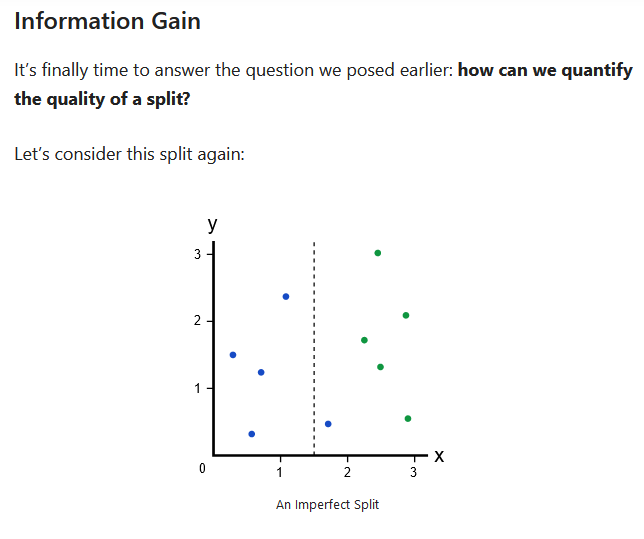 Information Gain
It’s finally time to answer the question we posed earlier: how can we quantify
the quality of a split?
Let’s consider this split again:
y
3
2
1
0
1
2
3
x
An Imperfect Split